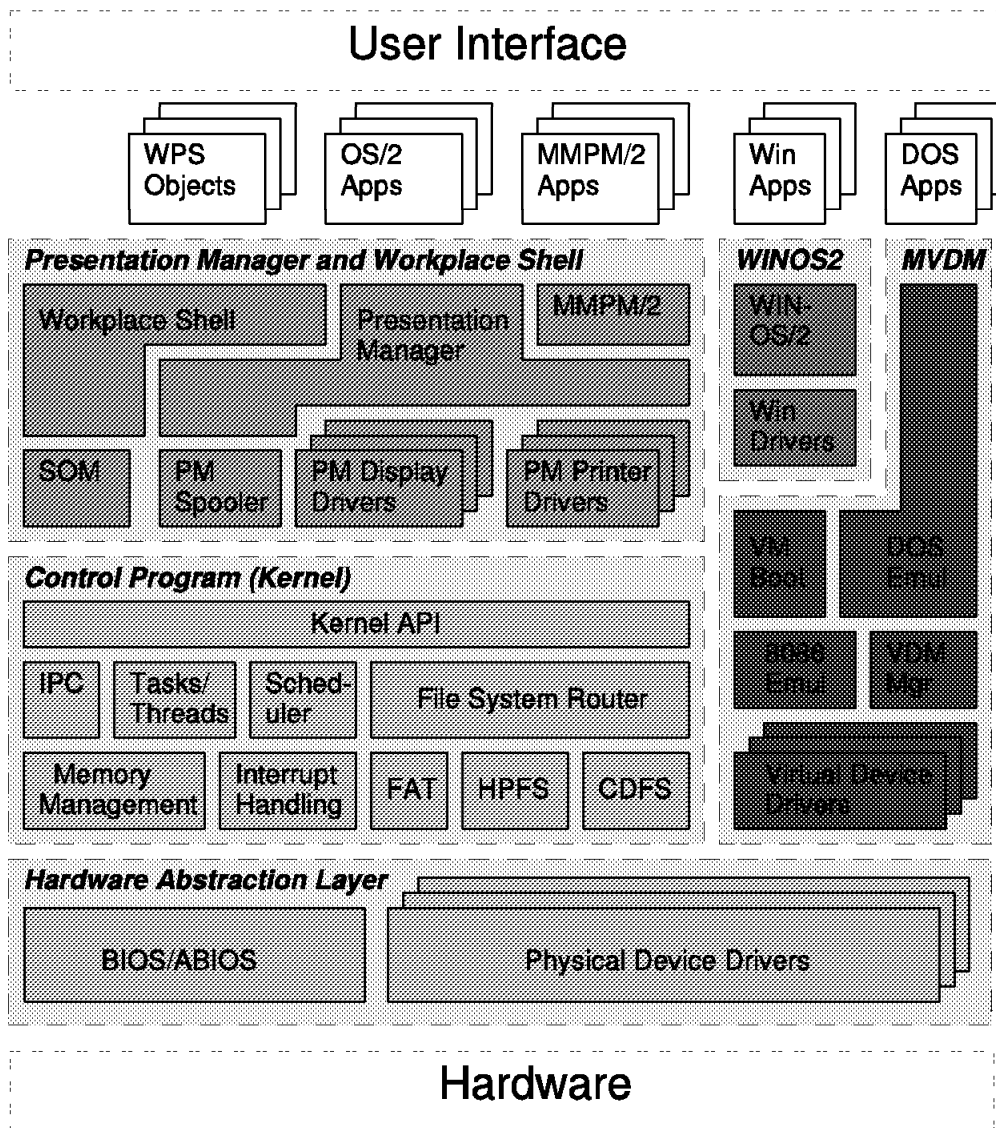 User Interface
WPS
Objects
OS/2
Apps
MMPM/2
Apps
Win
Apps
DOS
Apps
Presentation Manager and Workplace Shell
Workplace Shell
Presentation
Manager
MMPM/2
SOM
PM
Spooler
PM Display
Drivers
PM Printer
Drivers
WINOS2
WIN-
OS/2
Win
Drivers
MVDM
VM
Boot
DOS
Emul
8086
Emul
VDM
Mgr
Virtual Device
Drivers
Control Program (Kernel)
Kernel API
IPC
Tasks/
Threads
Sched-
uler
File System Router
Memory
Management
Interrupt
Handling
FAT
HPFS
CDFS
Hardware Abstraction Layer
BIOS/ABIOS
Physical Device Drivers
Hardware